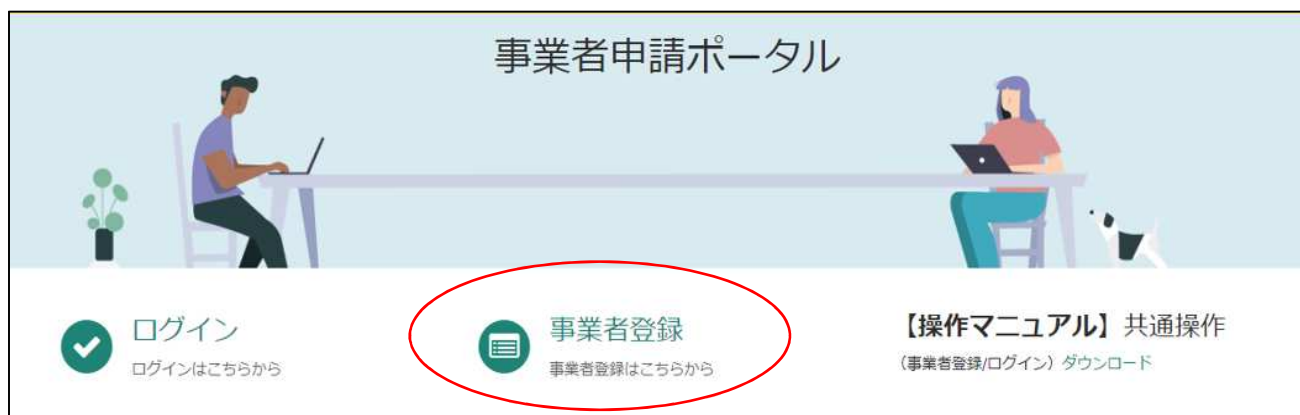 事業者申請ポータル
ログイン
ログインはこちらから
事業者登録
事業者登録はこちらから
【操作マニュアル】共通操作
（事業者登録/ログイン）ダウンロード